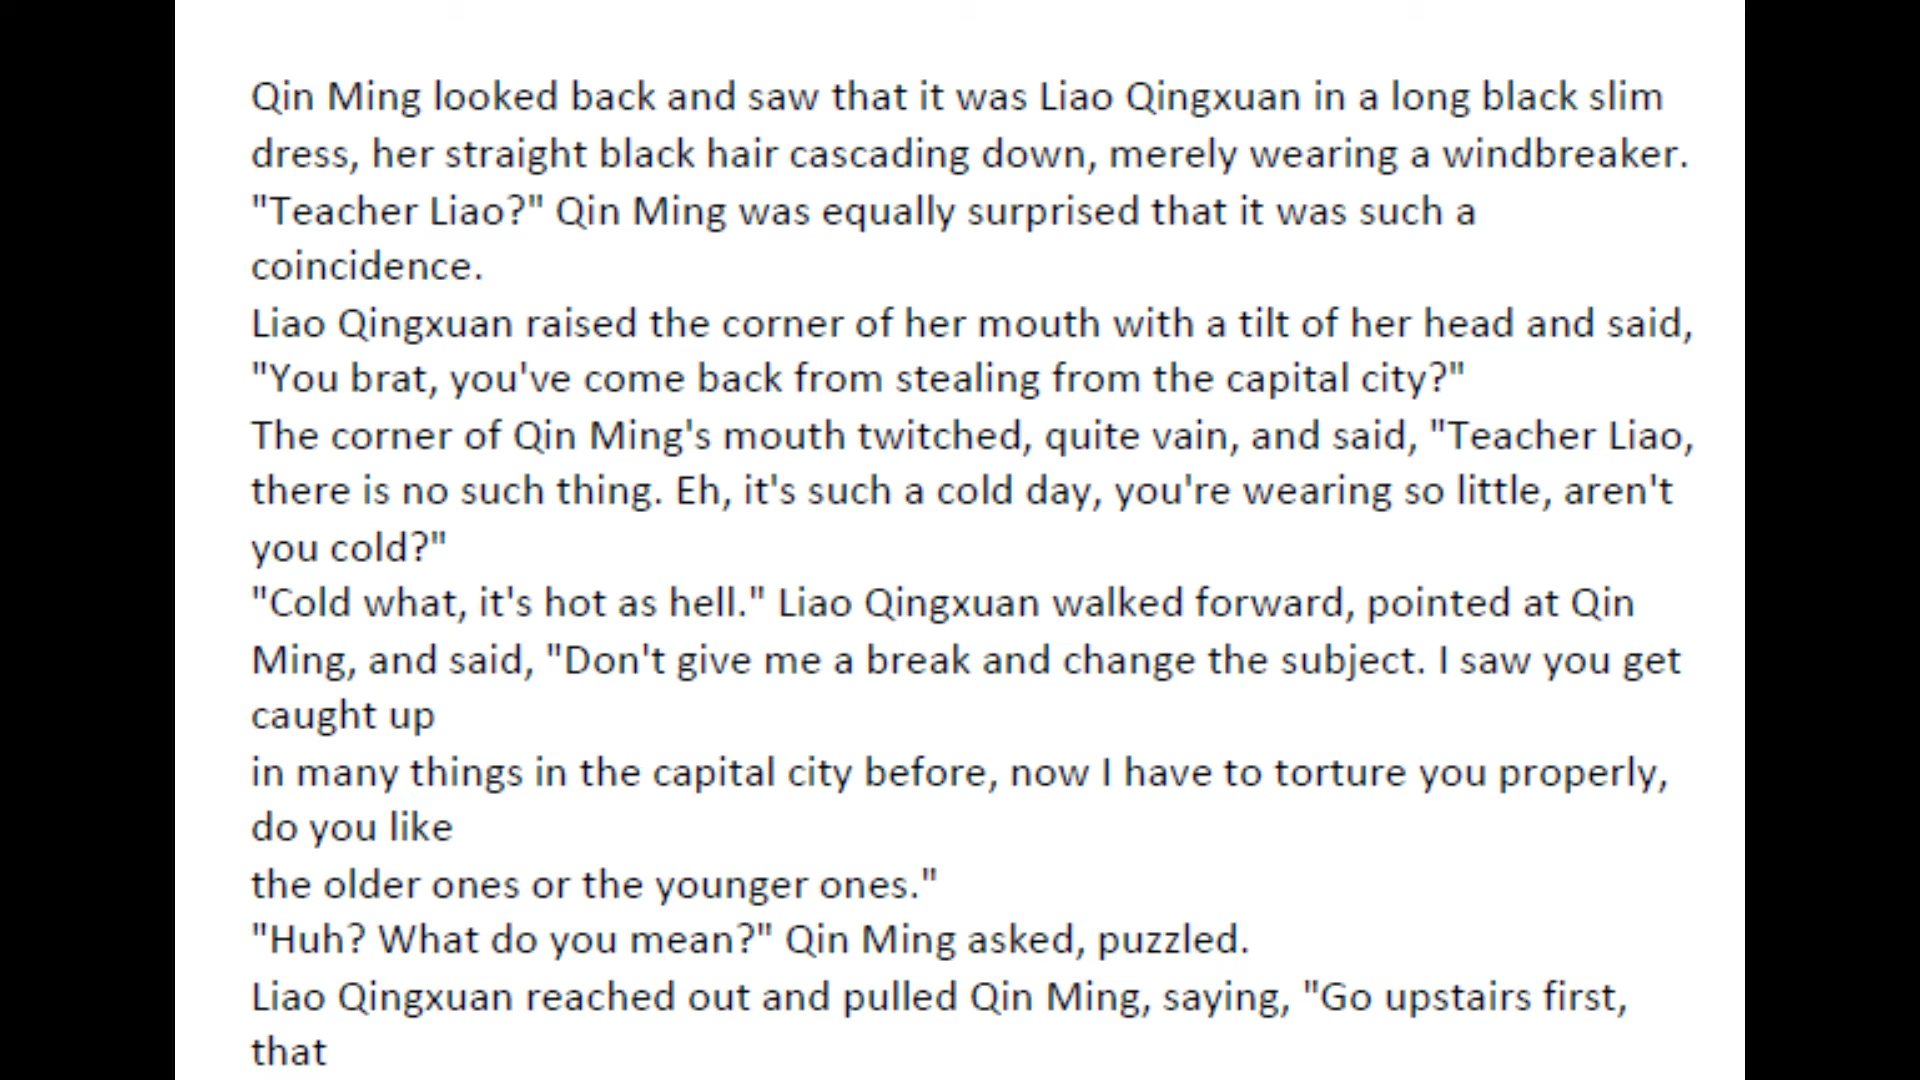 Qin Ming looked back and saw that it was Liao Qingxuan in a long black slim
dress, her straight black hair cascading down, merely wearing a windbreaker.
"Teacher Liao?" Qin Ming was equally surprised that it was such a
coincidence.
Liao Qingxuan raised the corner of her mouth with a tilt of her head and said,
"You brat, you've come back from stealing from the capital city?"
The corner of Qin Ming's mouth twitched, quite vain, and said, "Teacher Liao,
there is no such thing. Eh, it's such a cold day, you're wearing so little, aren't
you cold?"
"Cold what, it's hot as hell." Liao Qingxuan walked forward, pointed at Qin
Ming, and said, "Don't give me a break and change the subject. I saw you get
caught up
in many things in the capital city before, now I have to torture you properly,
do you like
the older ones or the younger ones."
"Huh? What do you mean?" Qin Ming asked, puzzled.
Liao Qingxuan reached out and pulled Qin Ming, saying, "Go upstairs first,
that